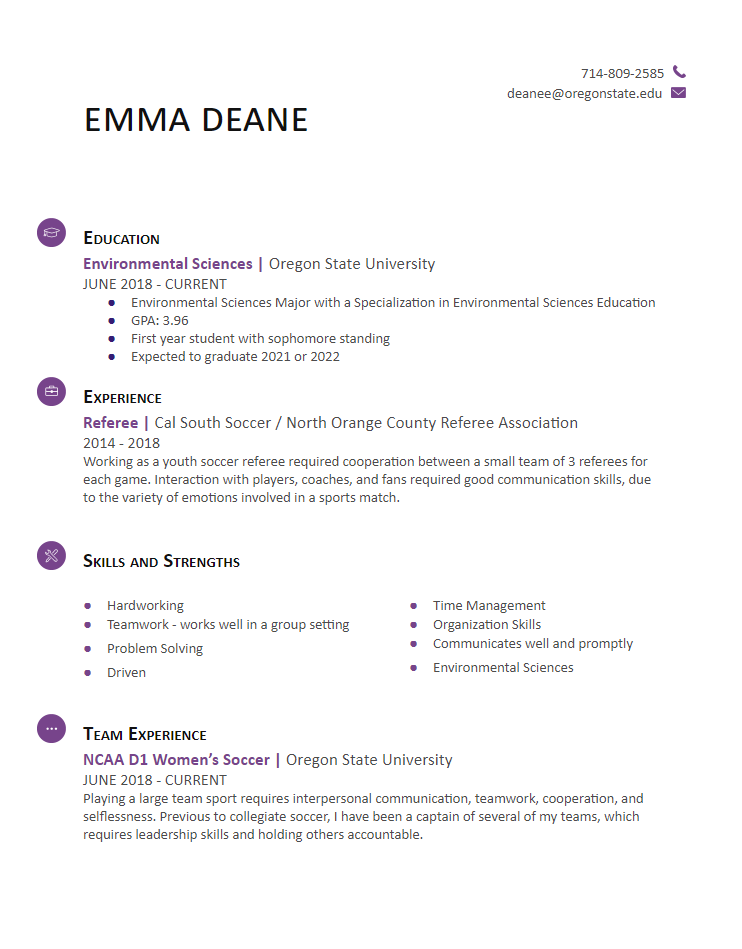 714-809-2585
deanee@oregonstate.edu
EMMA DEANE
EDUCATION
Environmental Sciences | Oregon State University
JUNE 2018 - CURRENT
● Environmental Sciences Major with a Specialization in Environmental Sciences Education
● GPA: 3.96
● First year student with sophomore standing
● Expected to graduate 2021 or 2022
EXPERIENCE
Referee | Cal South Soccer / North Orange County Referee Association
2014 - 2018
Working as a youth soccer referee required cooperation between a small team of 3 referees for
each game. Interaction with players, coaches, and fans required good communication skills, due
to the variety of emotions involved in a sports match.
SKILLS AND STRENGTHS
● Hardworking
● Teamwork - works well in a group setting
● Problem Solving
● Driven
● Time Management
● Organization Skills
● Communicates well and promptly
● Environmental Sciences
TEAM EXPERIENCE
NCAA D1 Women’s Soccer | Oregon State University
JUNE 2018 - CURRENT
Playing a large team sport requires interpersonal communication, teamwork, cooperation, and
selflessness. Previous to collegiate soccer, I have been a captain of several of my teams, which
requires leadership skills and holding others accountable.